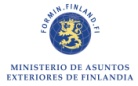 FORMIN.FINLAND.FI
MINISTERIO DE ASUNTOS
EXTERIORES DE FINLANDIA